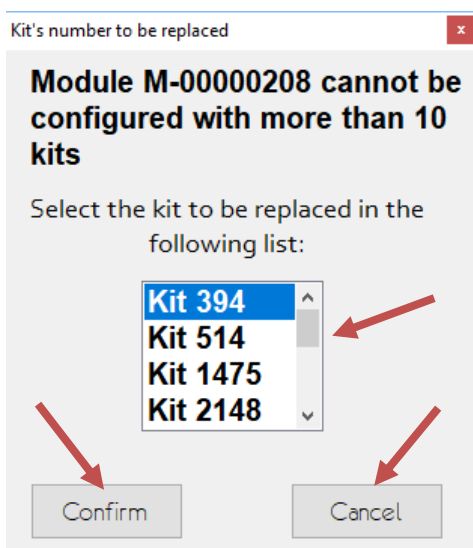 Kit's number to be replaced
x
Module M-00000208 cannot be
configured with more than 10
kits
Select the kit to be replaced in the
following list:
Kit 394
Kit 514
Kit 1475
Kit 2148
Confirm
Cancel